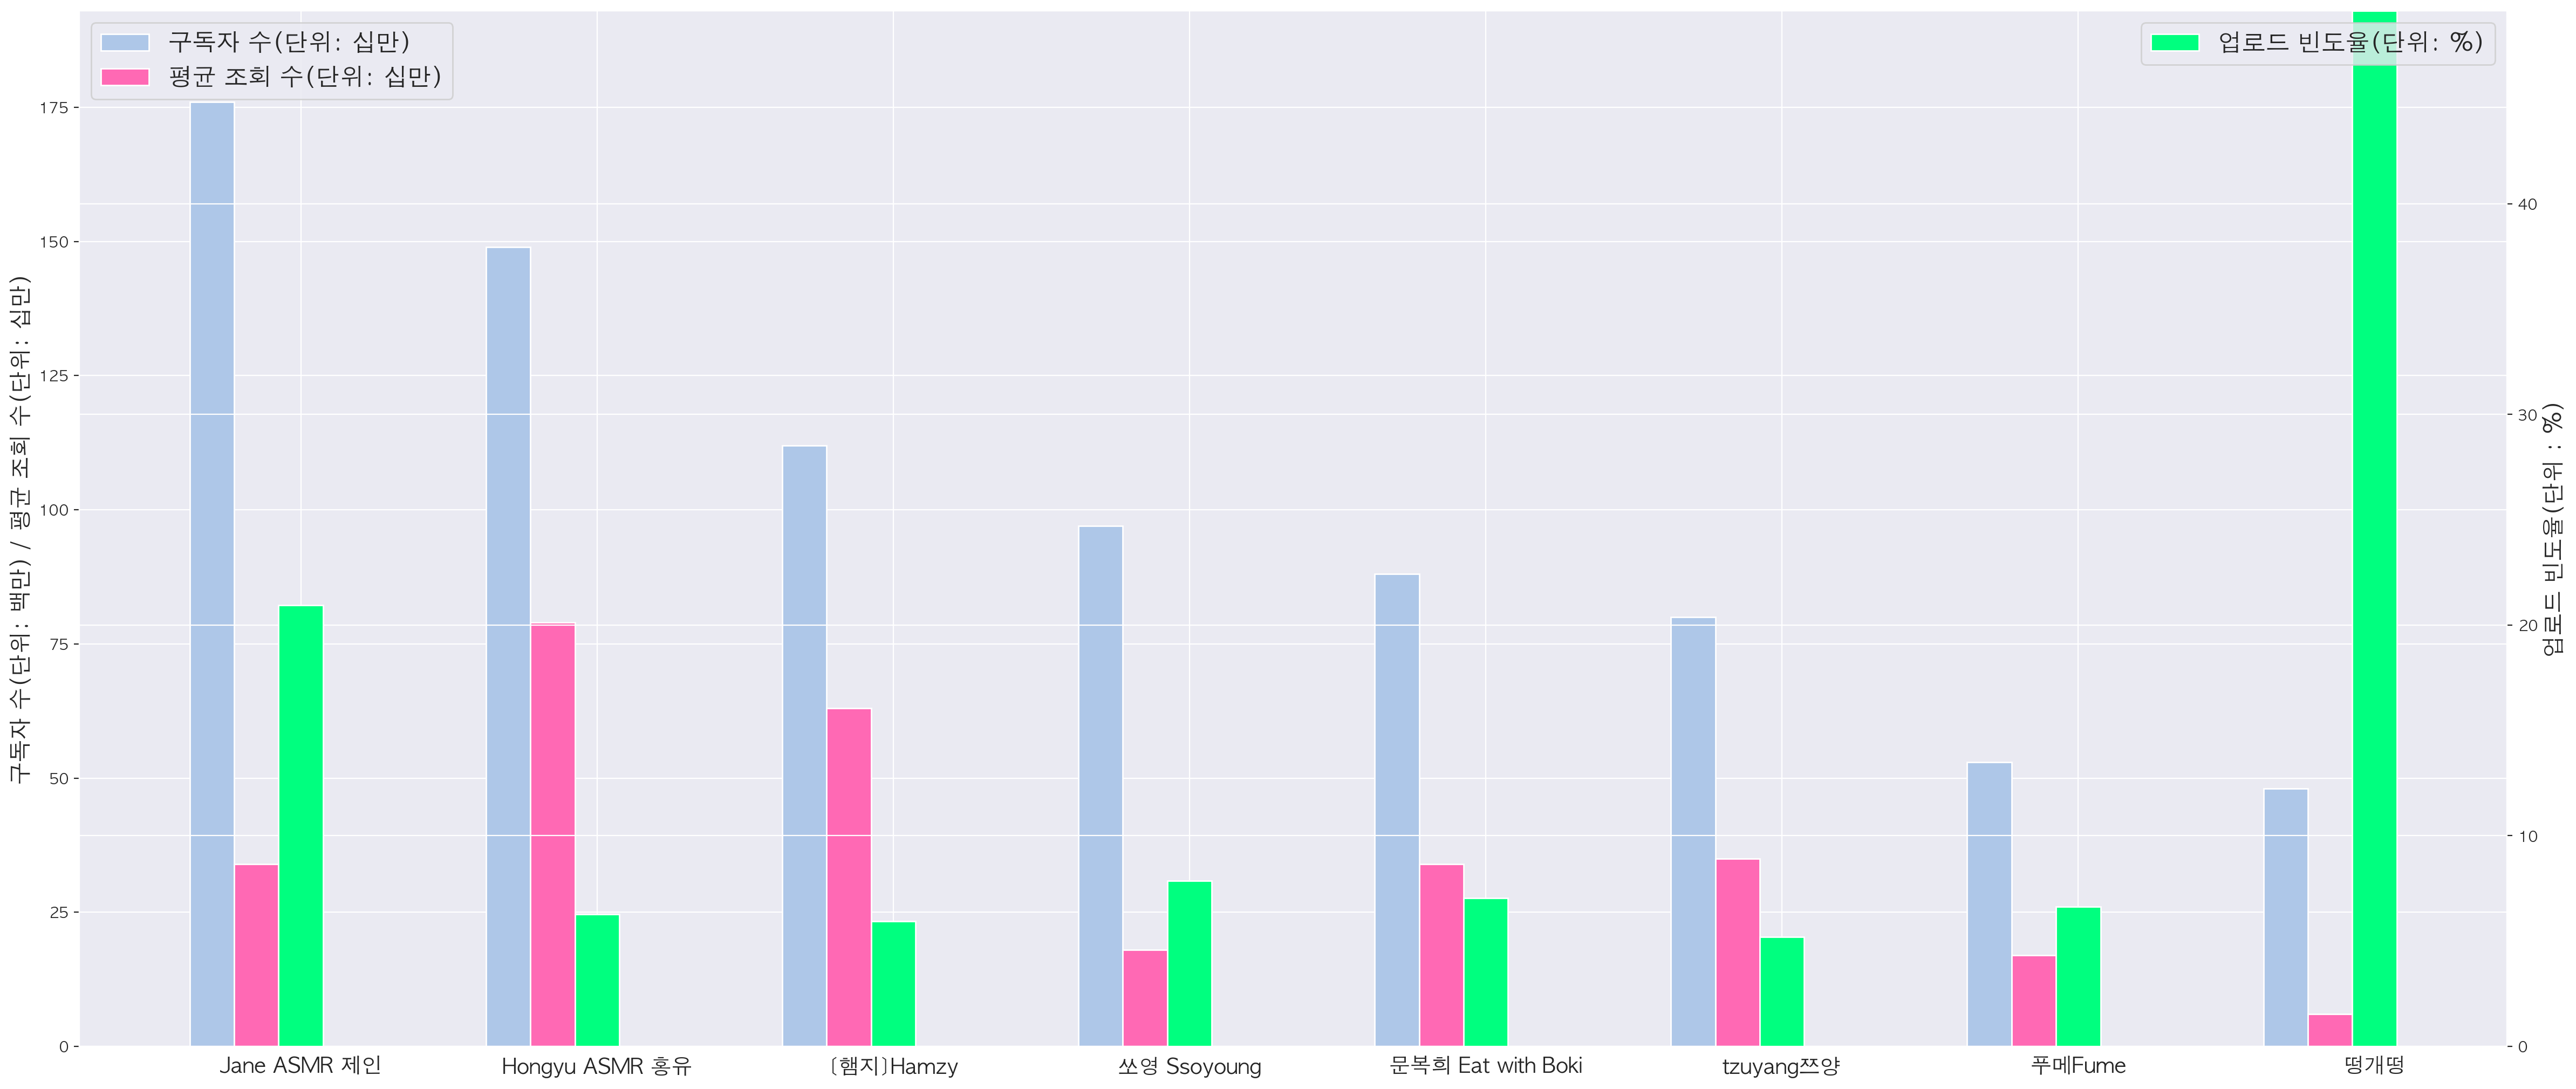 구독자 수(단위: 십만)
평균 조회 수(단위: 십만)
업로드 빈도율(단위: %)
구독자 수(단위: 백만) / 평균 조회 수(단위: 십만)
175
150
125
100
75
50
25
0
40
30
20
10
0
업로드 빈도율(단위 : %)
Jane ASMR 제인
Hongyu ASMR 홍유
[햄지]Hamzy
쏘영 Ssoyoung
문복희 Eat with Boki
tzuyang쯔양
푸메Fume
떵개떵